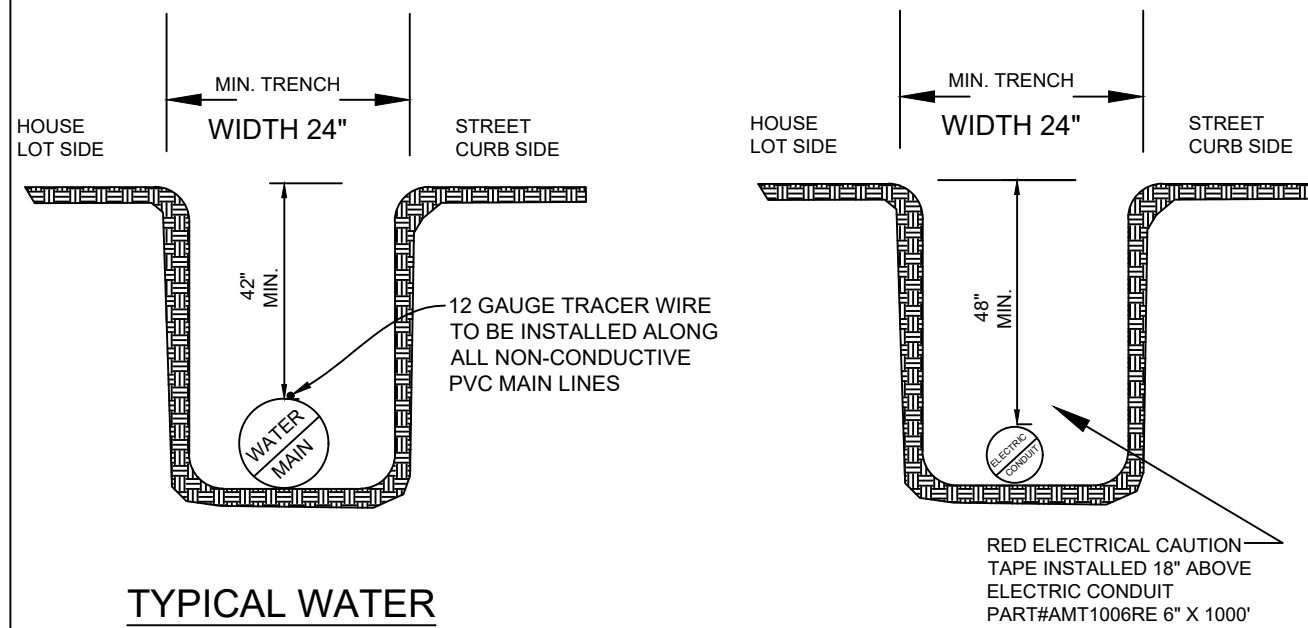 MIN. TRENCH
WIDTH 24"
HOUSE
LOT SIDE
STREET
CURB SIDE
42"
MIN.
12 GAUGE TRACER WIRE
TO BE INSTALLED ALONG
ALL NON-CONDUCTIVE
PVC MAIN LINES
WATER
MAIN
TYPICAL WATER
MIN. TRENCH
WIDTH 24"
HOUSE
LOT SIDE
STREET
CURB SIDE
48"
MIN.
ELECTRIC
CONDUIT
RED ELECTRICAL CAUTION
TAPE INSTALLED 18" ABOVE
ELECTRIC CONDUIT
PART#AMT1006RE 6" X 1000'